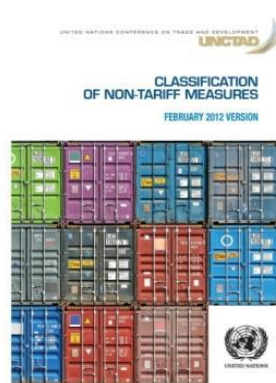 UNITED NATIONS CONFERENCE ON TRADE AND DEVELOPMENT
UNCTAD
CLASSIFICATION
OF NON-TARIFF MEASURES
FEBRUARY 2012 VERSION
UNITED NATIONS